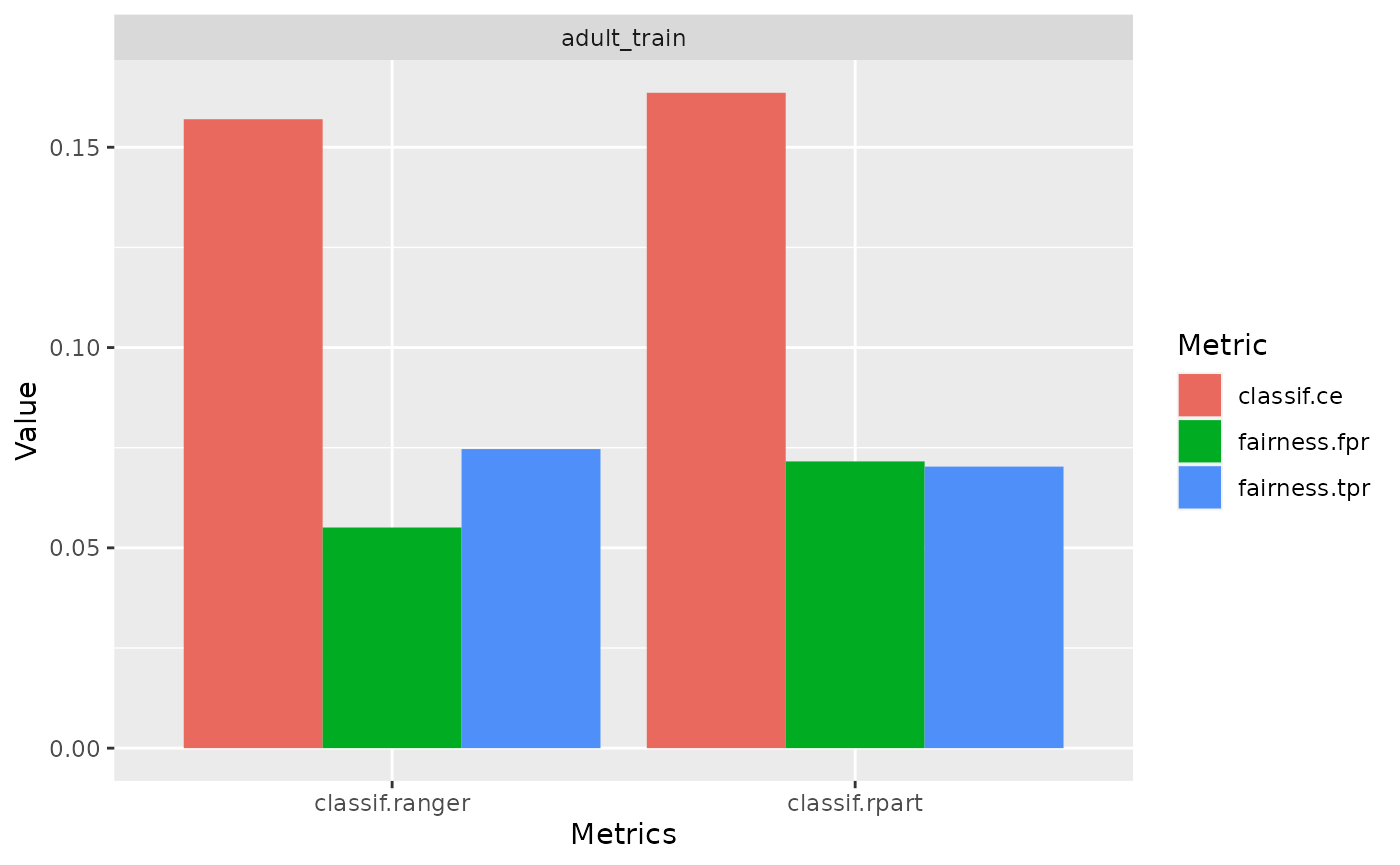 adult_train
0.15
0.10
0.05
0.00
Value
classif.ranger
classif.rpart
Metrics
Metric
classif.ce
fairness.fpr
fairness.tpr